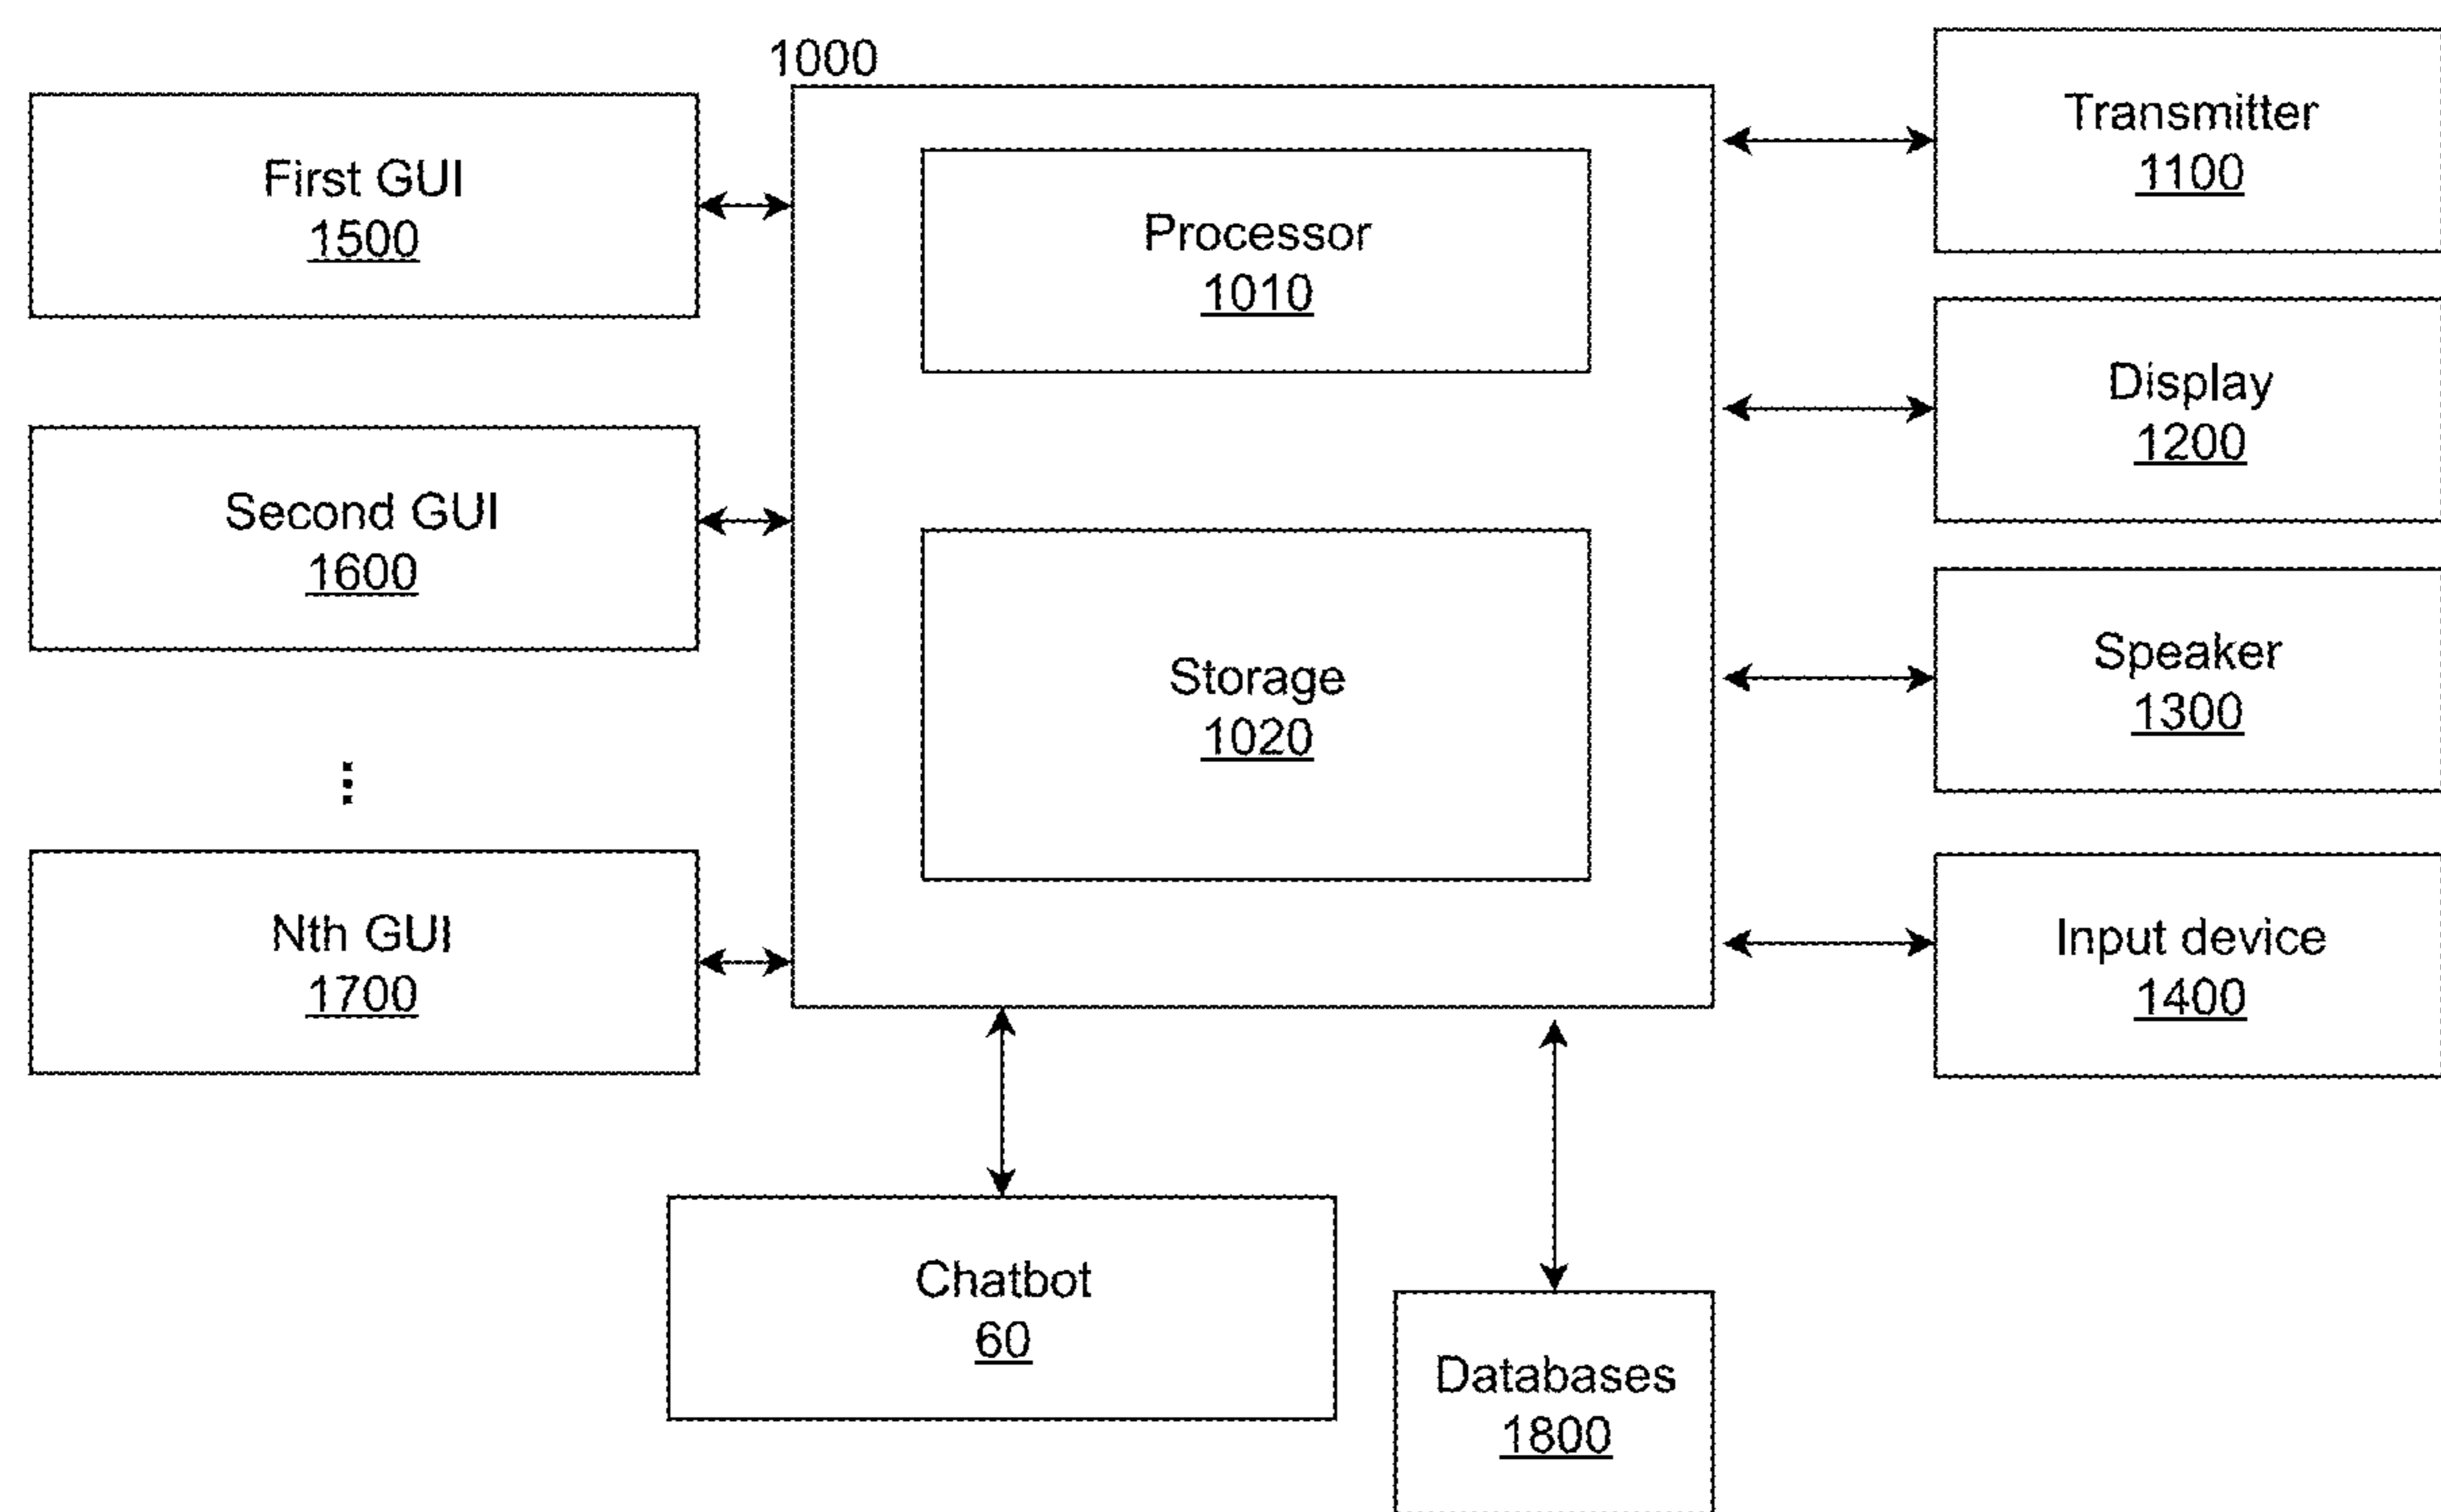 1000
First GUI
1500
Second GUI
1600
⋮
Nth GUI
1700
Processor
1010
Storage
1020
Transmitter
1100
Display
1200
Speaker
1300
Input device
1400
Chatbot
60
Databases
1800